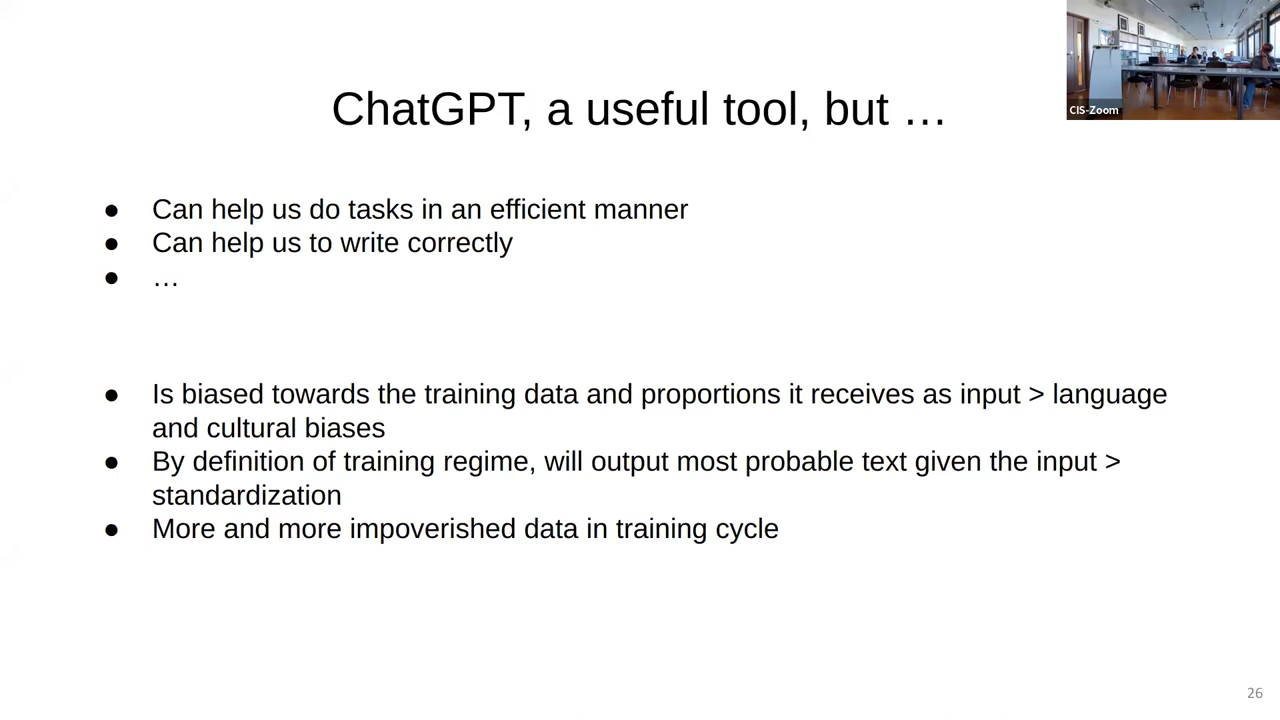 CIS-Zoom
ChatGPT, a useful tool, but …
● Can help us do tasks in an efficient manner
● Can help us to write correctly
● …
● Is biased towards the training data and proportions it receives as input > language
and cultural biases
● By definition of training regime, will output most probable text given the input >
standardization
● More and more impoverished data in training cycle
26